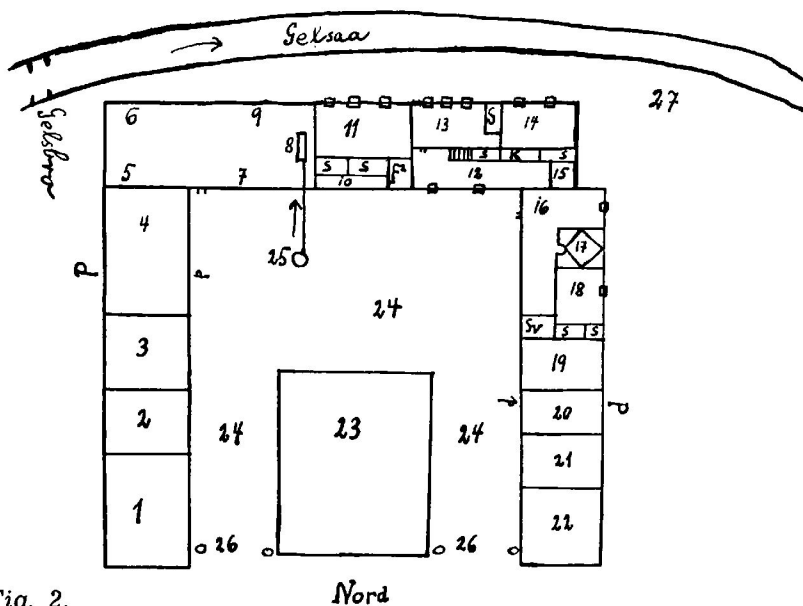 Gelsaa
Gelsbro
27
6 9 11 13 S 14
8
S S S K S
5 7 10 F² 12 15
4 16
P P 17
25 18
24
Sv S S
3 19
2 20 P
24 23 24 21
1 22
26 26
Fig. 2. Nord